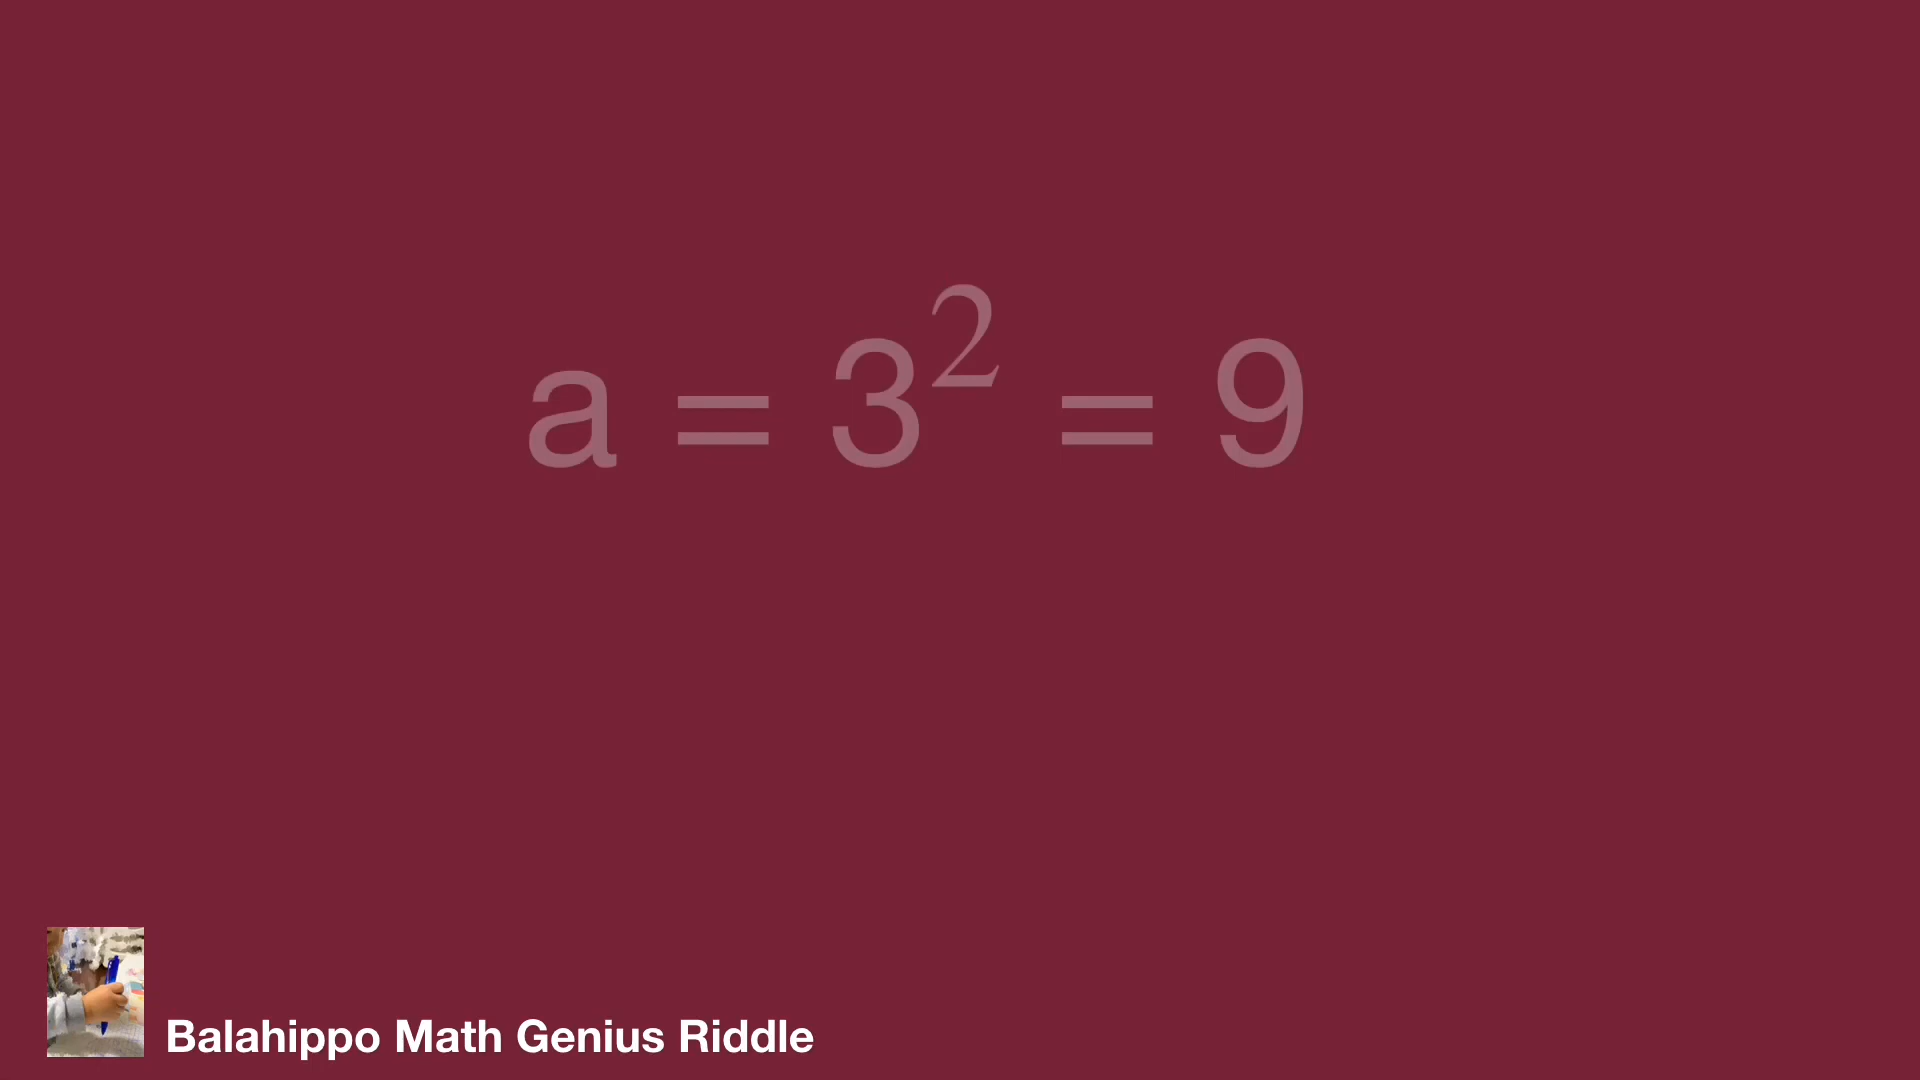 a = 3² = 9
Balahippo Math Genius Riddle